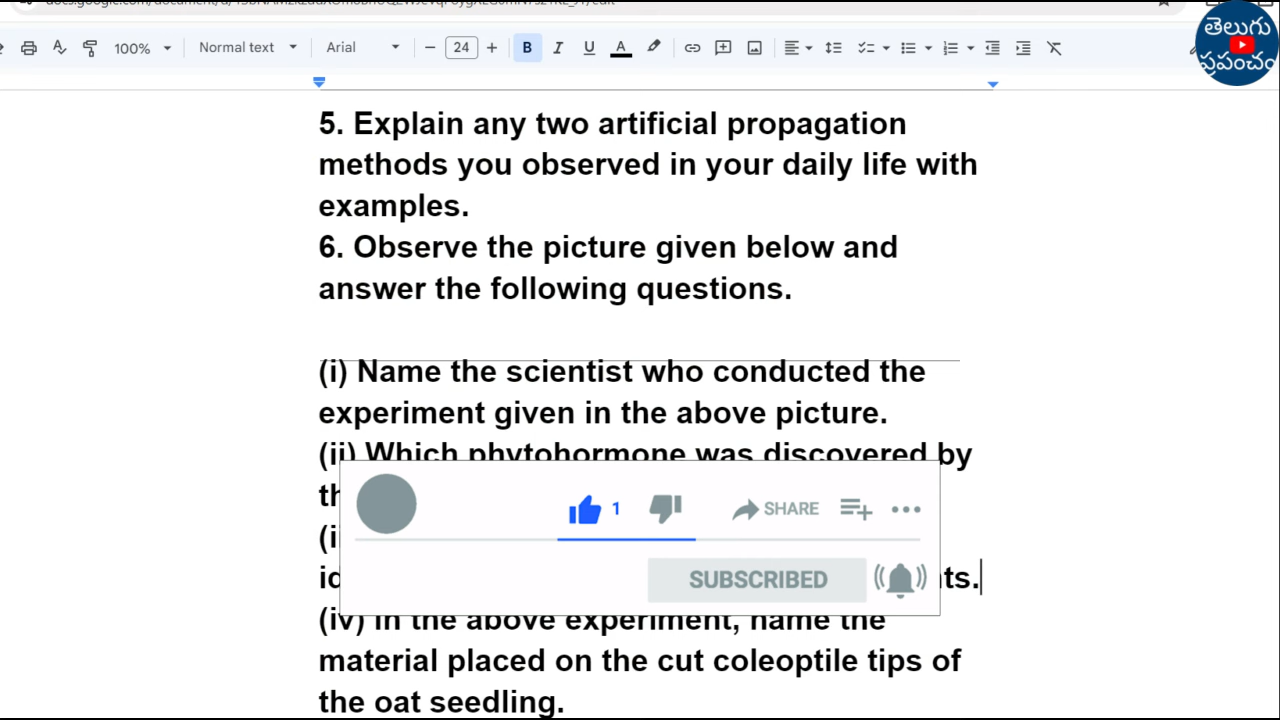 100%
Normal text
Arial
24
B
I
U
A
తెలుగు
ప్రపంచం
5. Explain any two artificial propagation
methods you observed in your daily life with
examples.
6. Observe the picture given below and
answer the following questions.
(i) Name the scientist who conducted the
experiment given in the above picture.
(ii) Which phytohormone was discovered by
1
SHARE
SUBSCRIBED
(iv) In the above experiment, name the
material placed on the cut coleoptile tips of
the oat seedling.